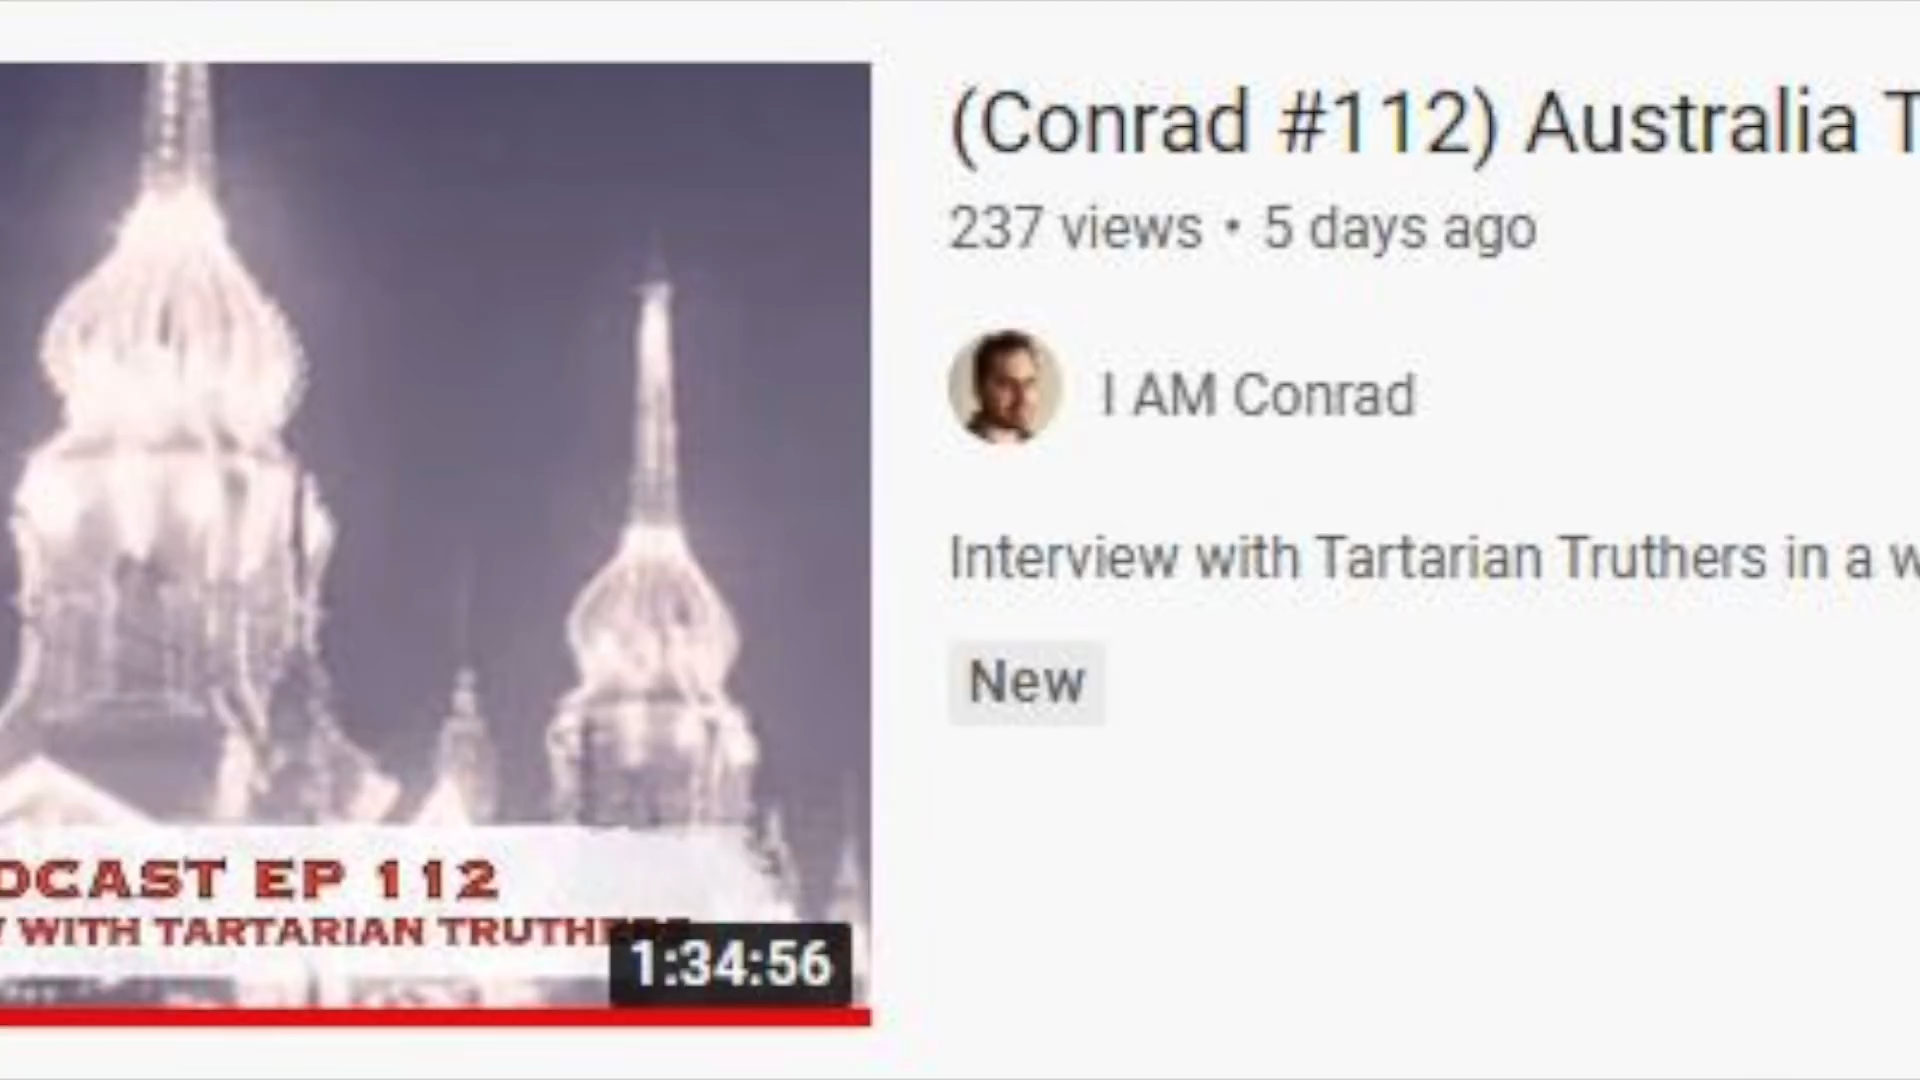 (Conrad #112) Australia T
237 views • 5 days ago
I AM Conrad
Interview with Tartarian Truthers in a w
New
DCAST EP 112
WITH TARTARIAN
1:34:56